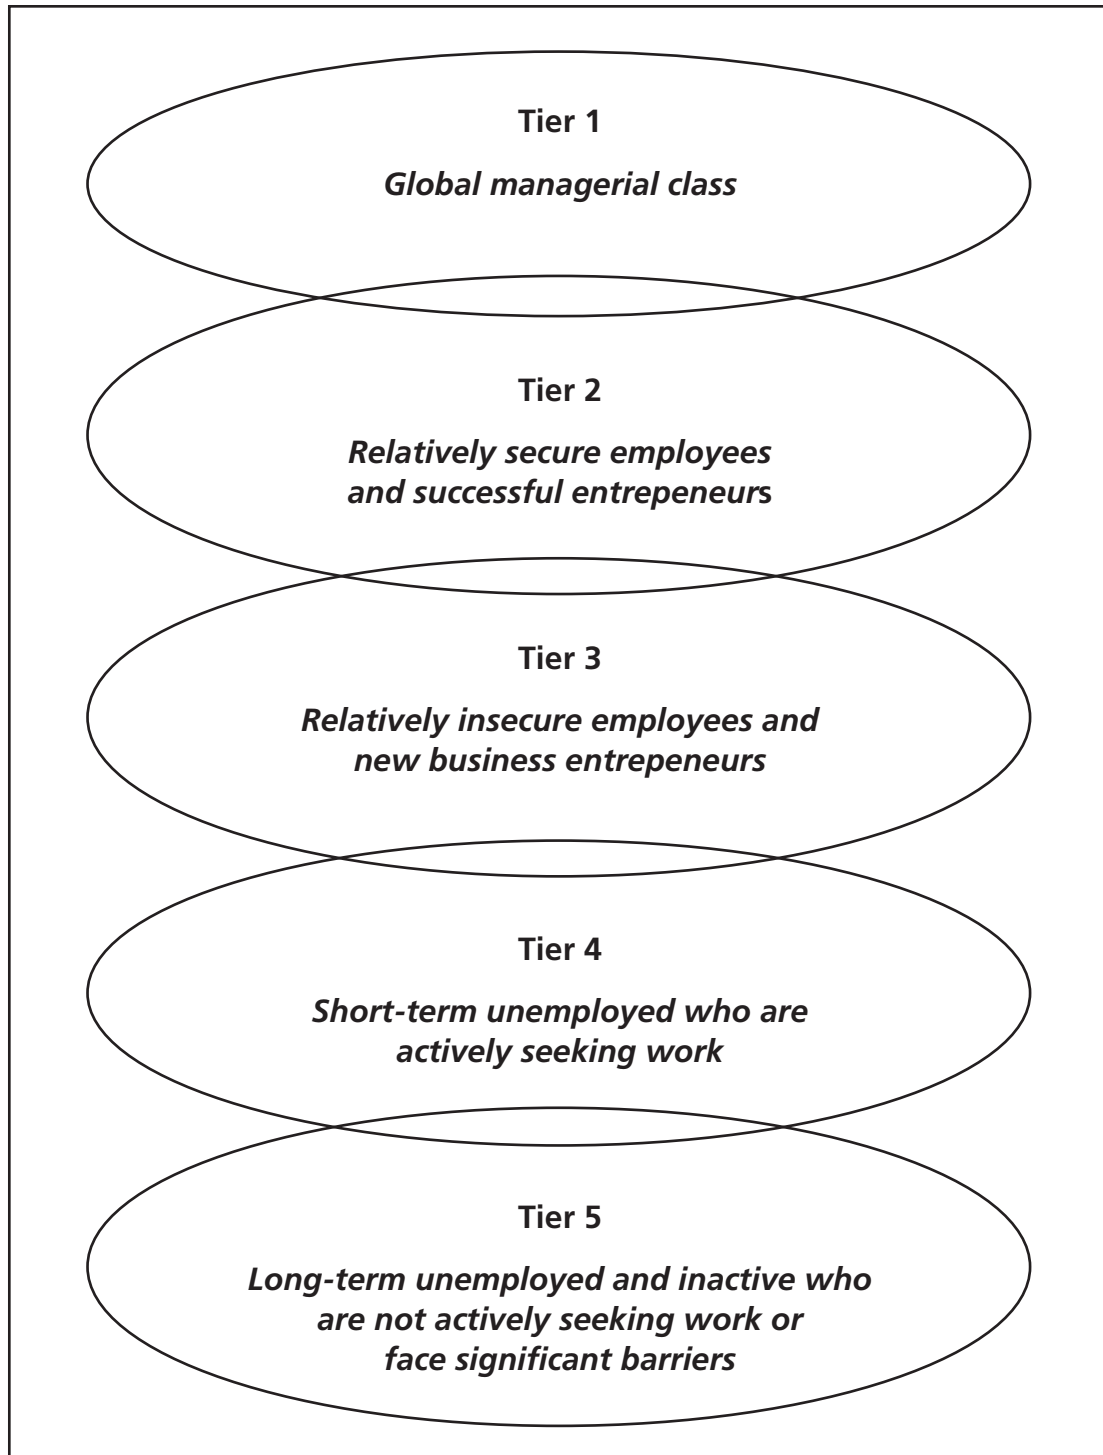 Tier 1
Global managerial class
Tier 2
Relatively secure employees
and successful entrepeneurs
Tier 3
Relatively insecure employees and
new business entrepeneurs
Tier 4
Short-term unemployed who are
actively seeking work
Tier 5
Long-term unemployed and inactive who
are not actively seeking work or
face significant barriers